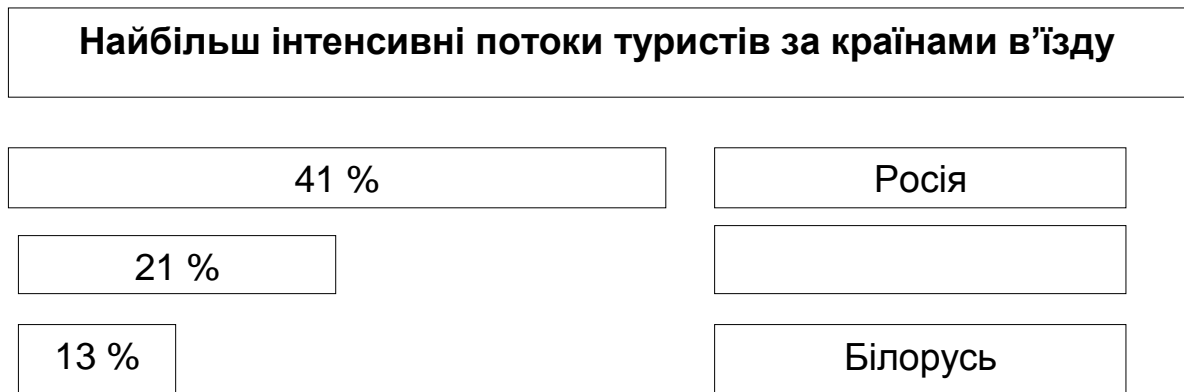 Найбільш інтенсивні потоки туристів за країнами в’їзду
41 % Росія
21 %
13 % Білорусь